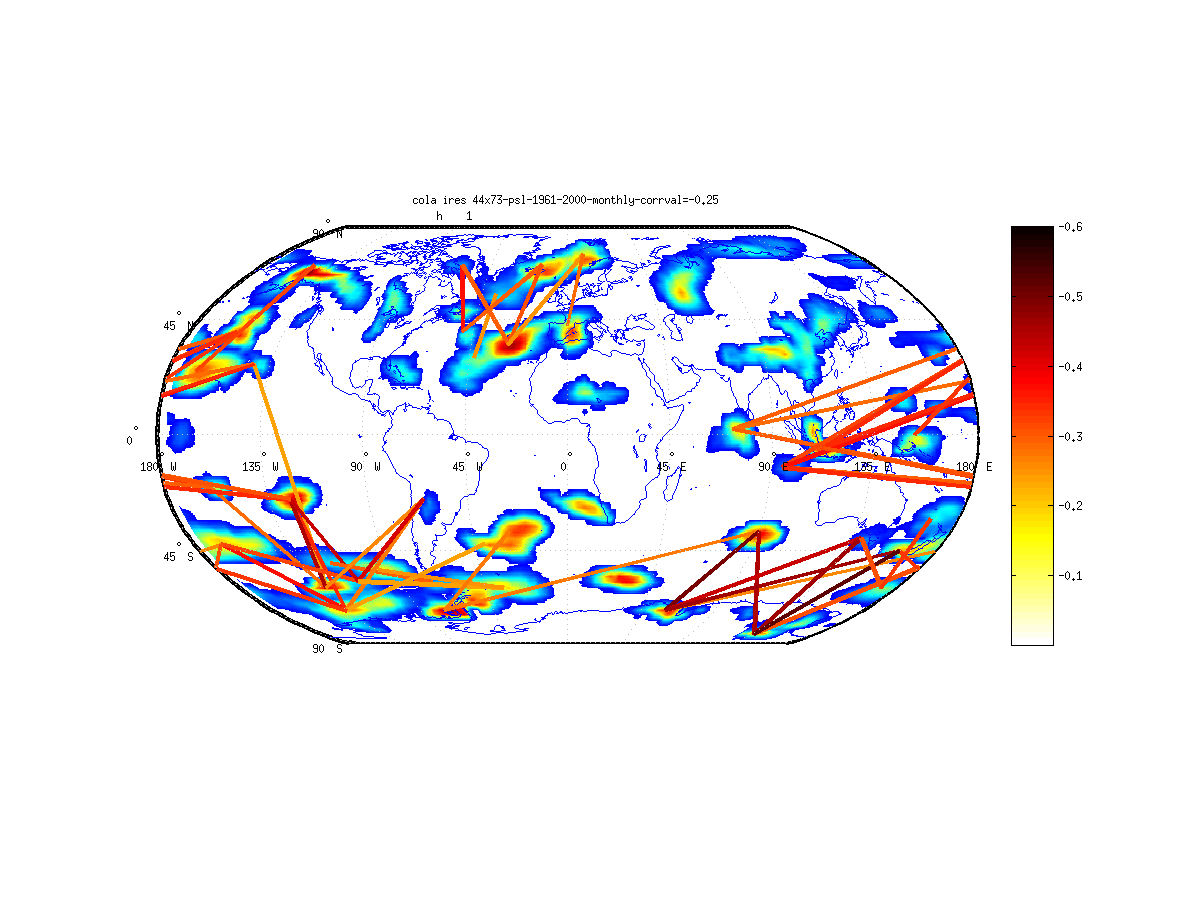 cola ires 44x73-psl-1961-2000-monthly-corrval=-0.25
h 1
90° N
45° N
0°
180° W 135° W 90° W 45° W 0° 45° E 90° E 135° E 180° E
45° S
90° S
-0.6
-0.5
-0.4
-0.3
-0.2
-0.1